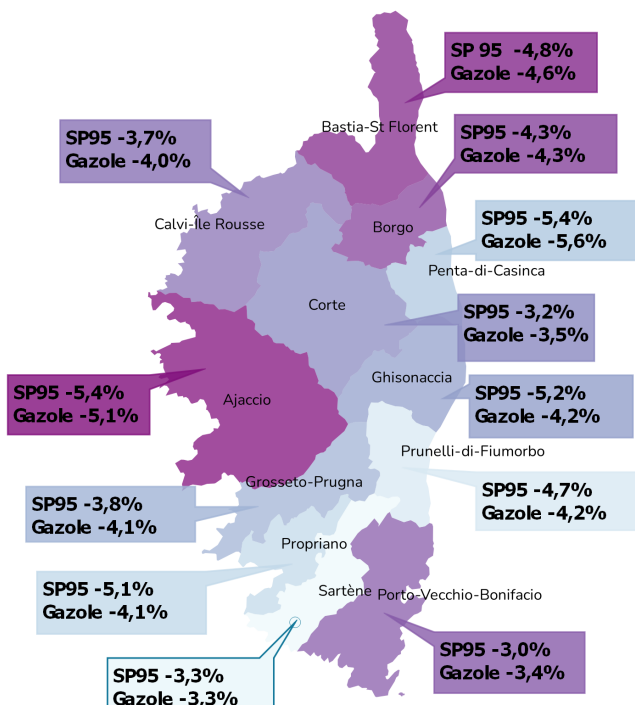 SP 95 -4,8%
Gazole -4,6%
Bastia-St Florent
SP95 -3,7%
Gazole -4,0%
SP95 -4,3%
Gazole -4,3%
Calvi-Île Rousse
Borgo
SP95 -5,4%
Gazole -5,6%
Penta-di-Casinca
Corte
SP95 -3,2%
Gazole -3,5%
Ghisonaccia
SP95 -5,4%
Gazole -5,1%
Ajaccio
SP95 -5,2%
Gazole -4,2%
Prunelli-di-Fiumorbo
Grosseto-Prugna
SP95 -4,7%
Gazole -4,2%
SP95 -3,8%
Gazole -4,1%
Propriano
SP95 -5,1%
Gazole -4,1%
Sartène
Porto-Vecchio-Bonifacio
SP95 -3,0%
Gazole -3,4%
SP95 -3,3%
Gazole -3,3%